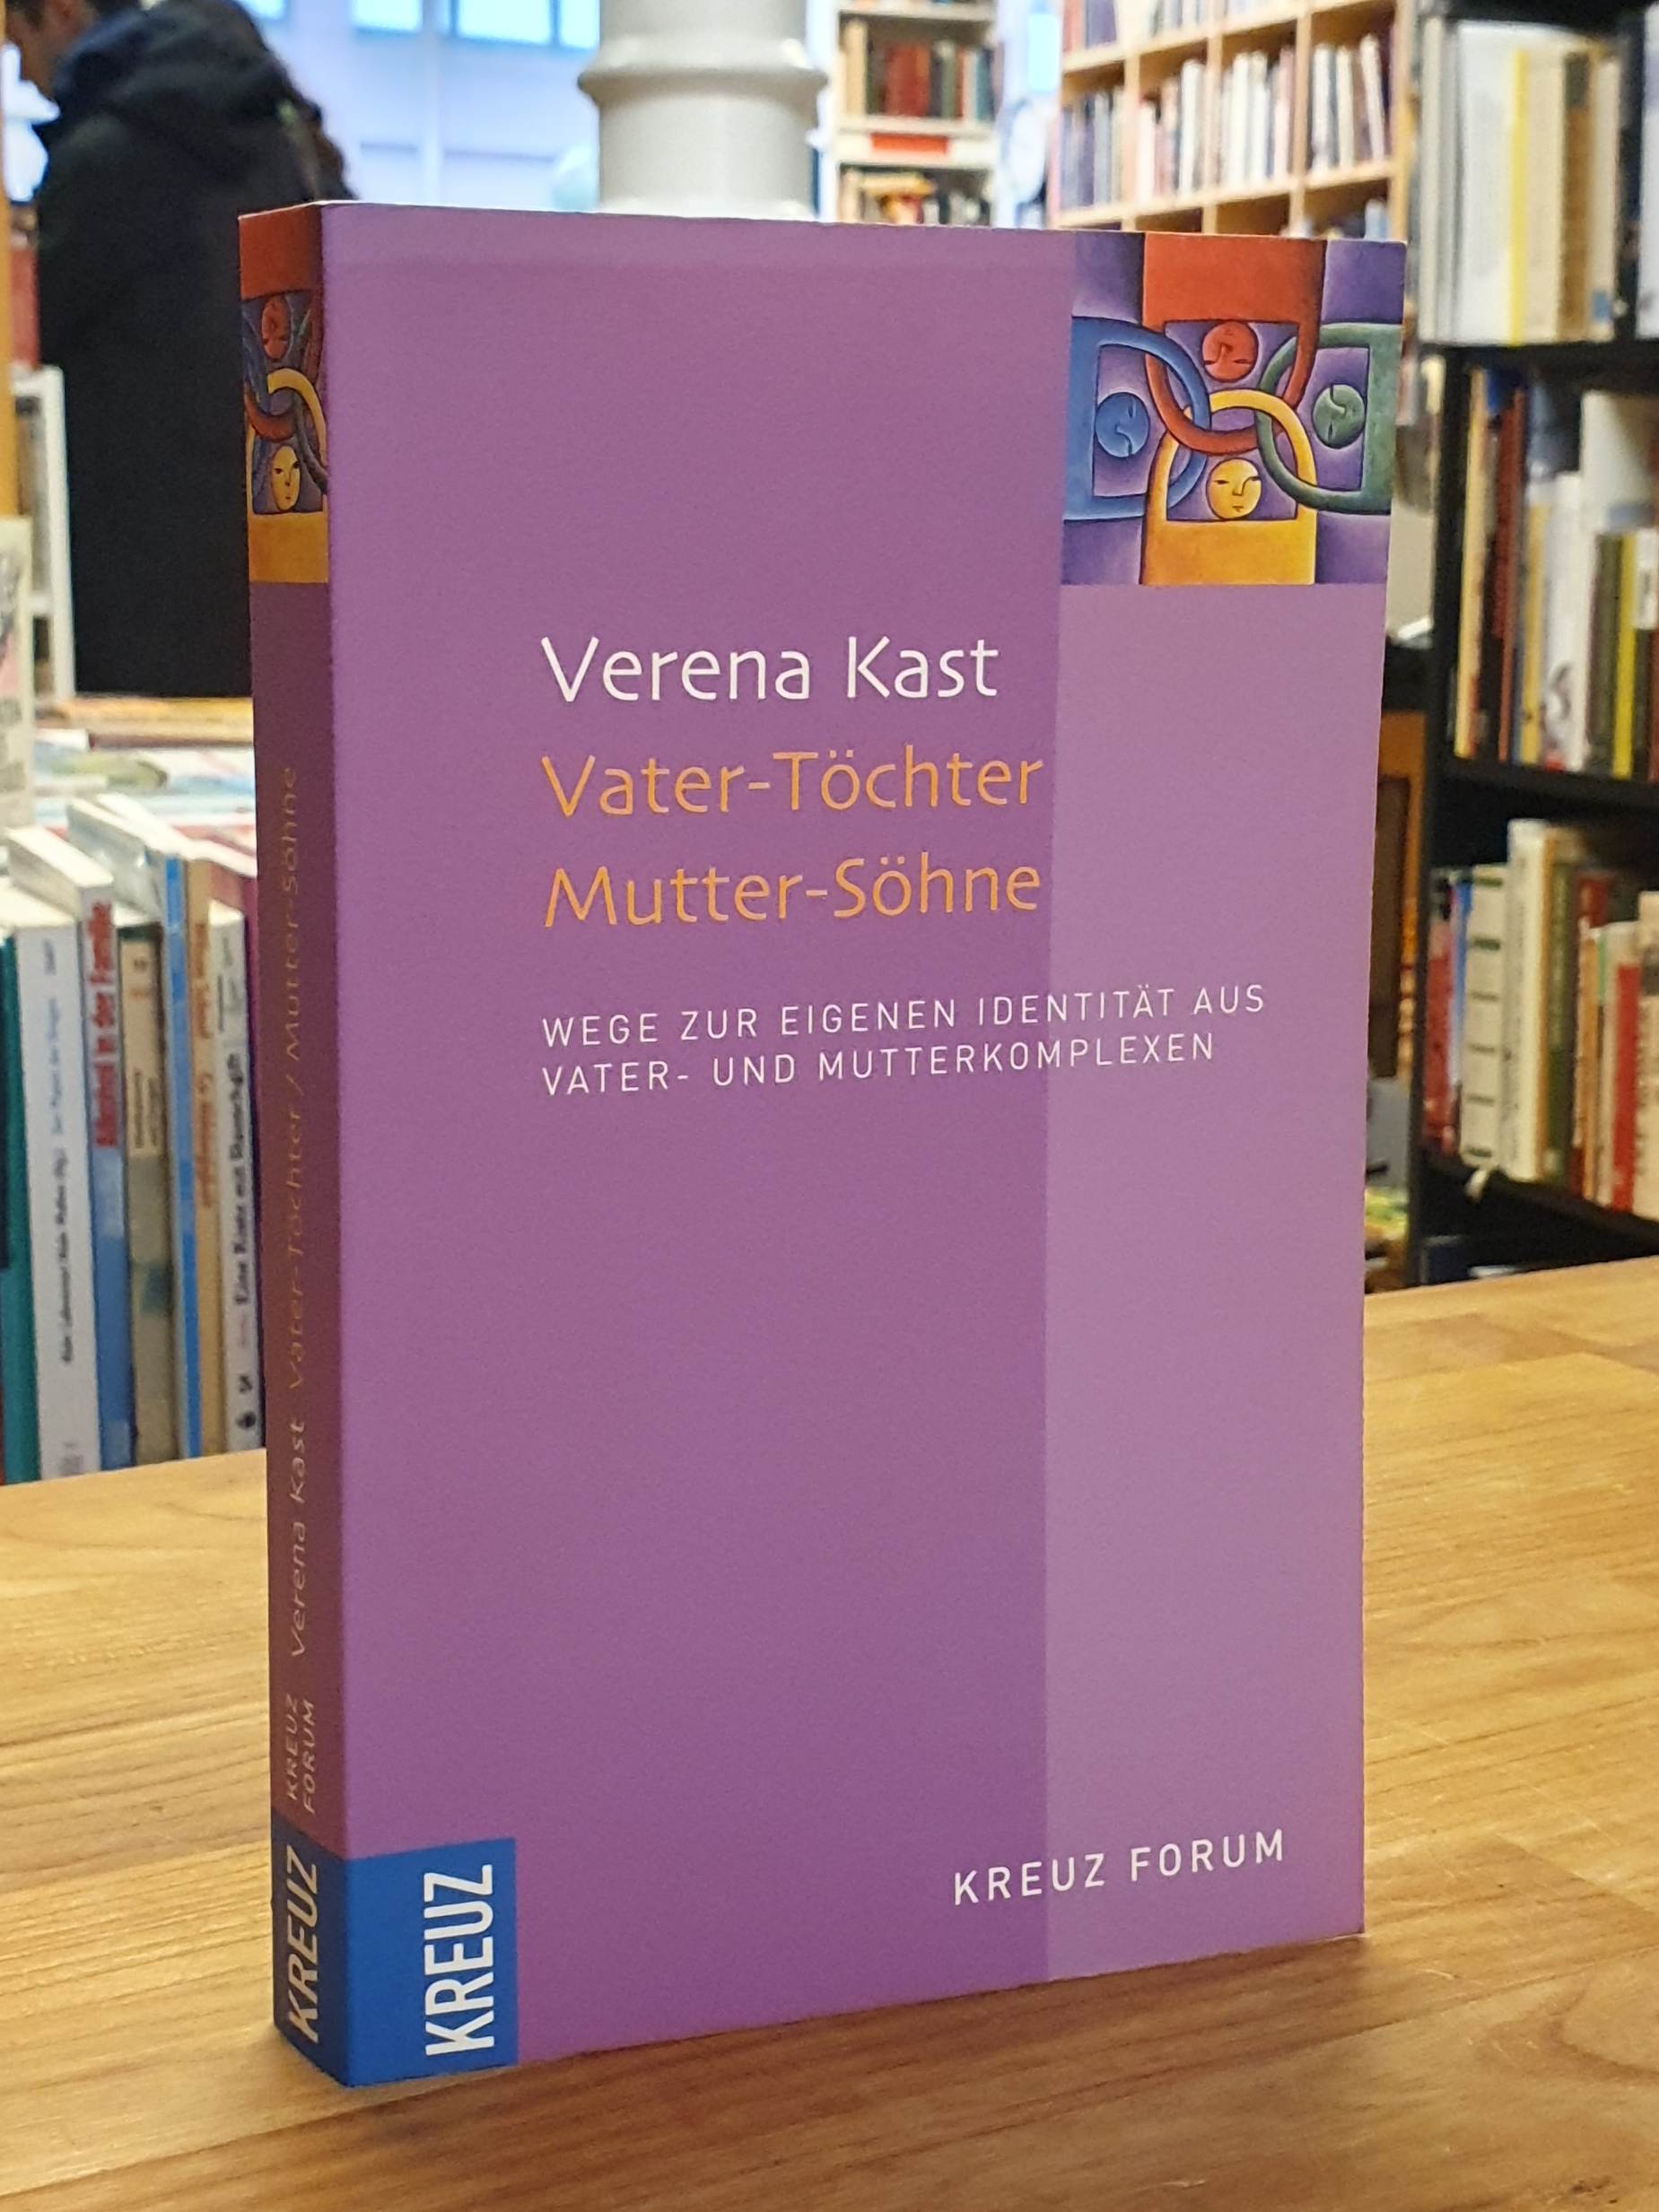 Verena Kast
Vater-Töchter
Mutter-Söhne
WEGE ZUR EIGENEN IDENTITÄT AUS
VATER- UND MUTTERKOMPLEXEN
KREUZ FORUM
KREUZ
KREUZ
KREUZ
FORUM
Verena Kast Vater-Töchter / Mutter-Söhne